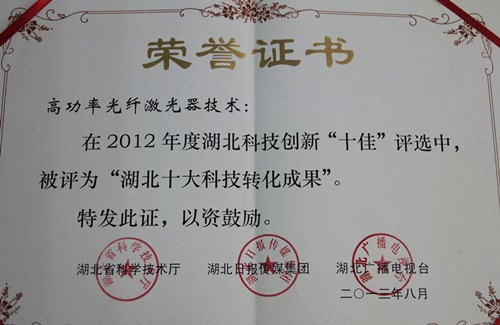 荣誉证书
高功率光纤激光器技术：
在2012年度湖北科技创新“十佳”评选中，
被评为“湖北十大科技转化成果”。
特发此证，以资鼓励。
湖北省科学技术厅 湖北日报传媒集团 湖北广播电视台
二〇一三年八月